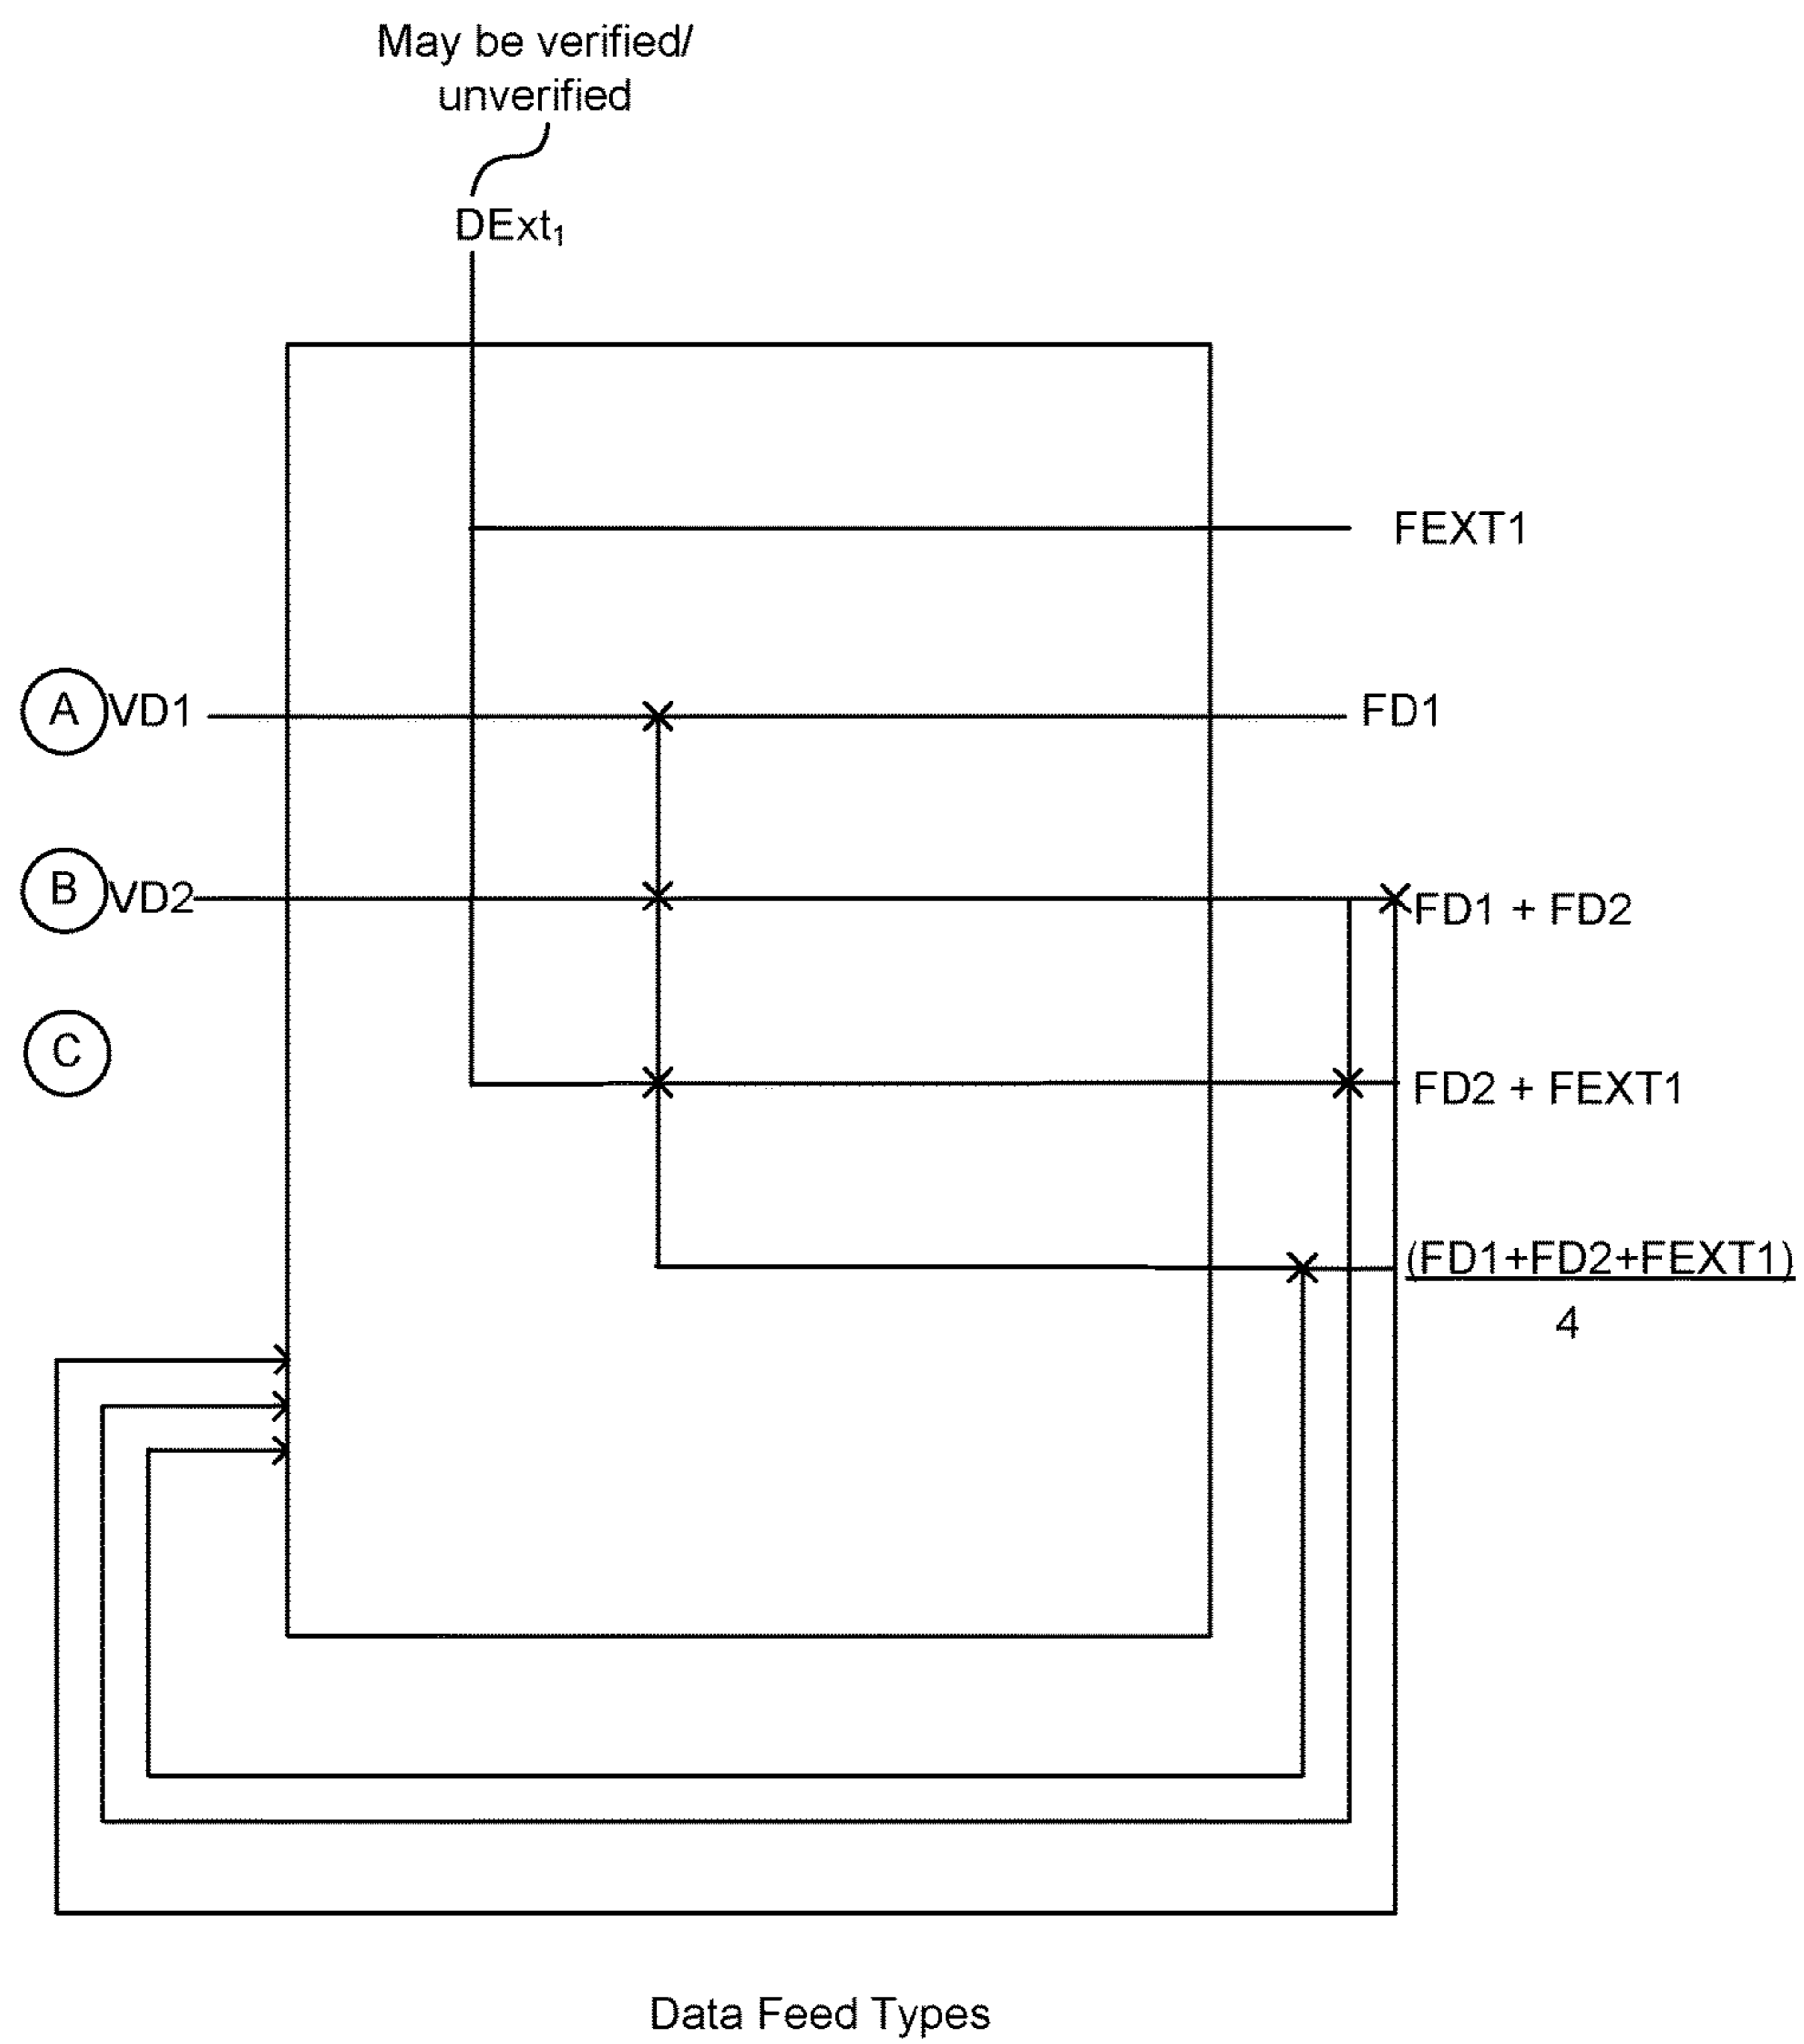 May be verified/
unverified
DExt₁
FEXT1
A VD1
FD1
B VD2
FD1 + FD2
C
FD2 + FEXT1
(FD1+FD2+FEXT1)
4
Data Feed Types